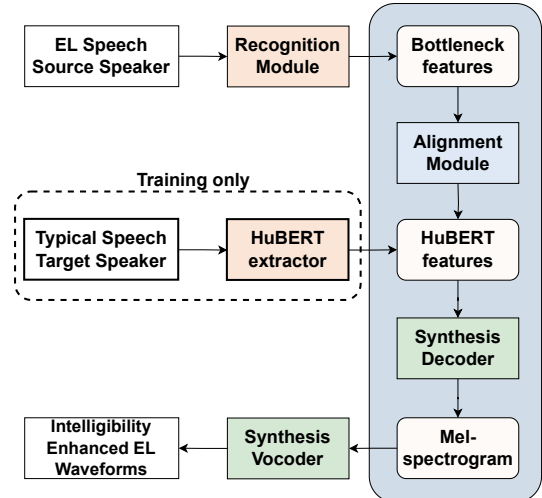 EL Speech
Source Speaker
Recognition
Module
Bottleneck
features
Alignment
Module
Training only
Typical Speech
Target Speaker
HuBERT
extractor
HuBERT
features
Synthesis
Decoder
Intelligibility
Enhanced EL
Waveforms
Synthesis
Vocoder
Mel-
spectrogram